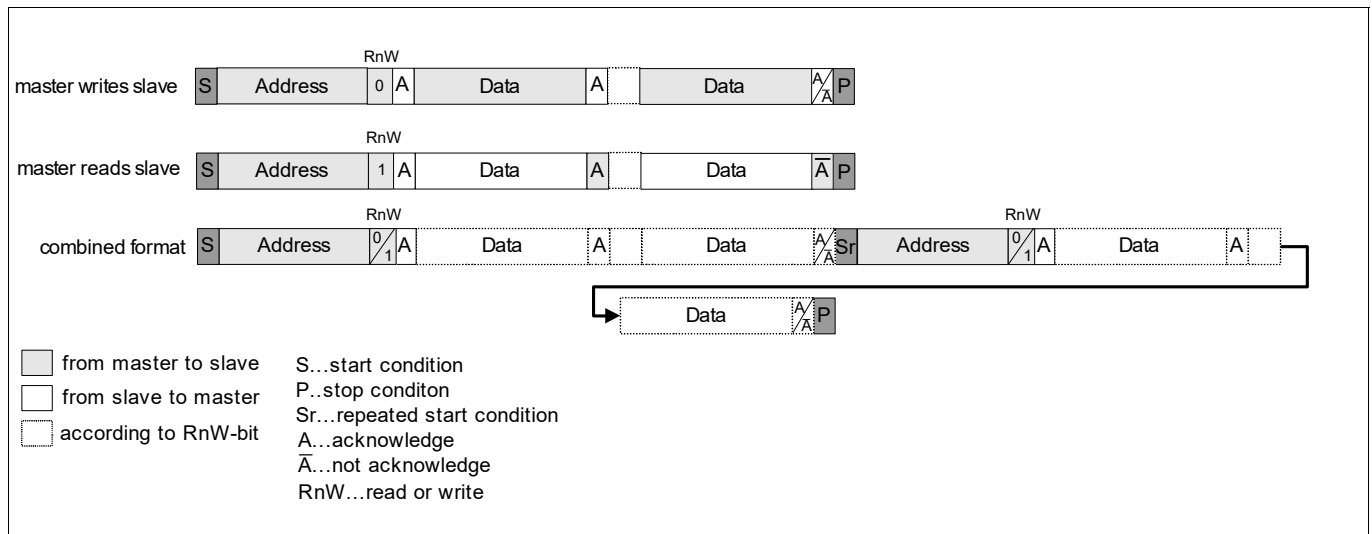 RnW
master writes slave S Address 0 A Data A Data A/A̅ P
RnW
master reads slave S Address 1 A Data A Data A̅ P
RnW RnW
combined format S Address 0/1 A Data A Data A/A̅ Sr Address 0/1 A Data A
Data A/A̅ P
from master to slave
from slave to master
according to RnW-bit
S...start condition
P..stop conditon
Sr...repeated start condition
A...acknowledge
A̅...not acknowledge
RnW...read or write